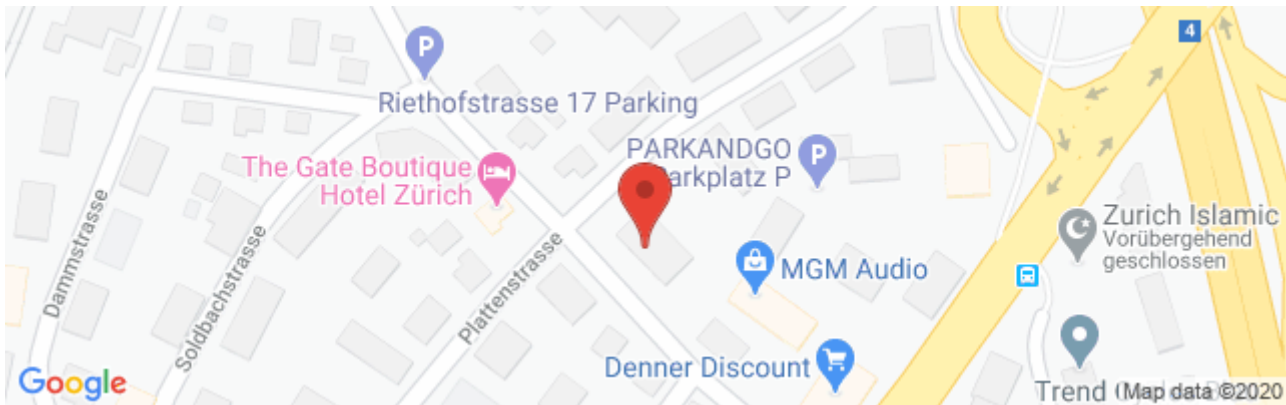 4
P
Riethofstrasse 17 Parking
The Gate Boutique
Hotel Zürich
PARKANDGO
Parkplatz P
P
Zurich Islamic
Vorübergehend
geschlossen
MGM Audio
Dammstrasse
Soldbachstrasse
Plattenstrasse
Denner Discount
Google
Trend
Map data ©2020